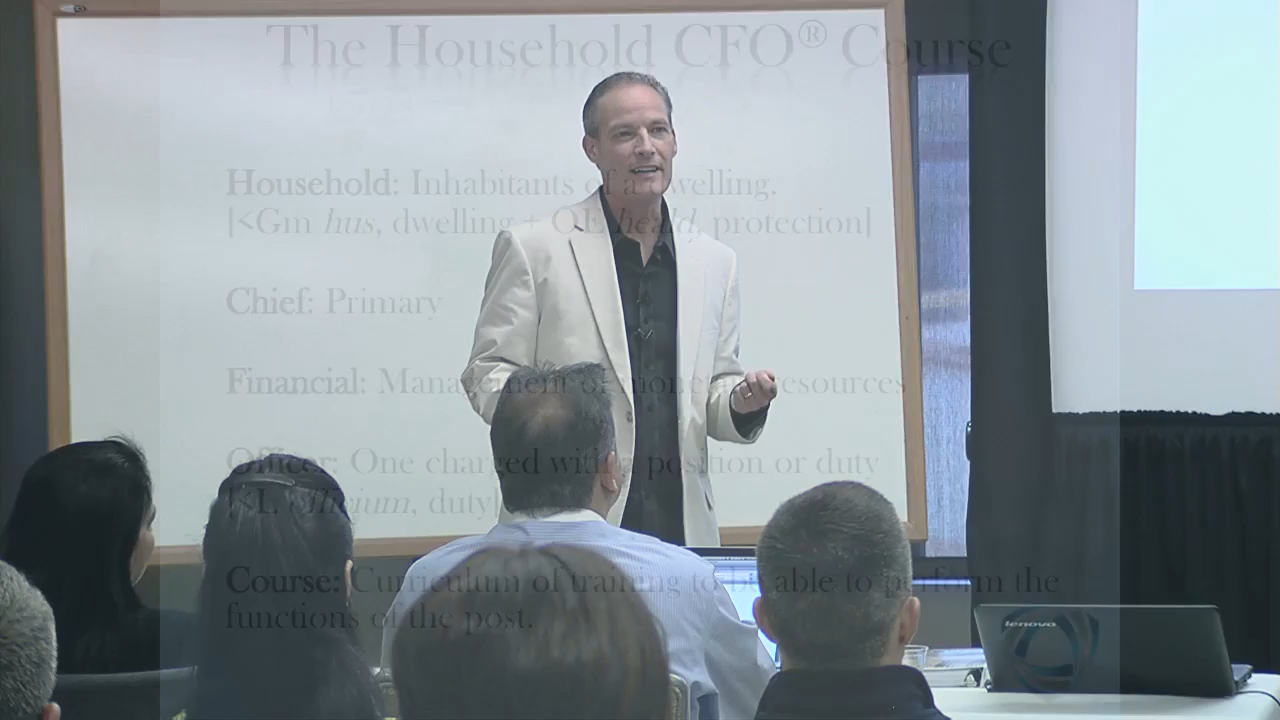 The Household CFO® Course
Household: Inhabitants of a dwelling.
[<Gm hus, dwelling + OE heald, protection]
Chief: Primary
Financial: Management of monetary resources
Officer: One charged with a position or duty
[<L officium, duty]
Course: Curriculum of training to be able to perform the
functions of the post.
lenovo